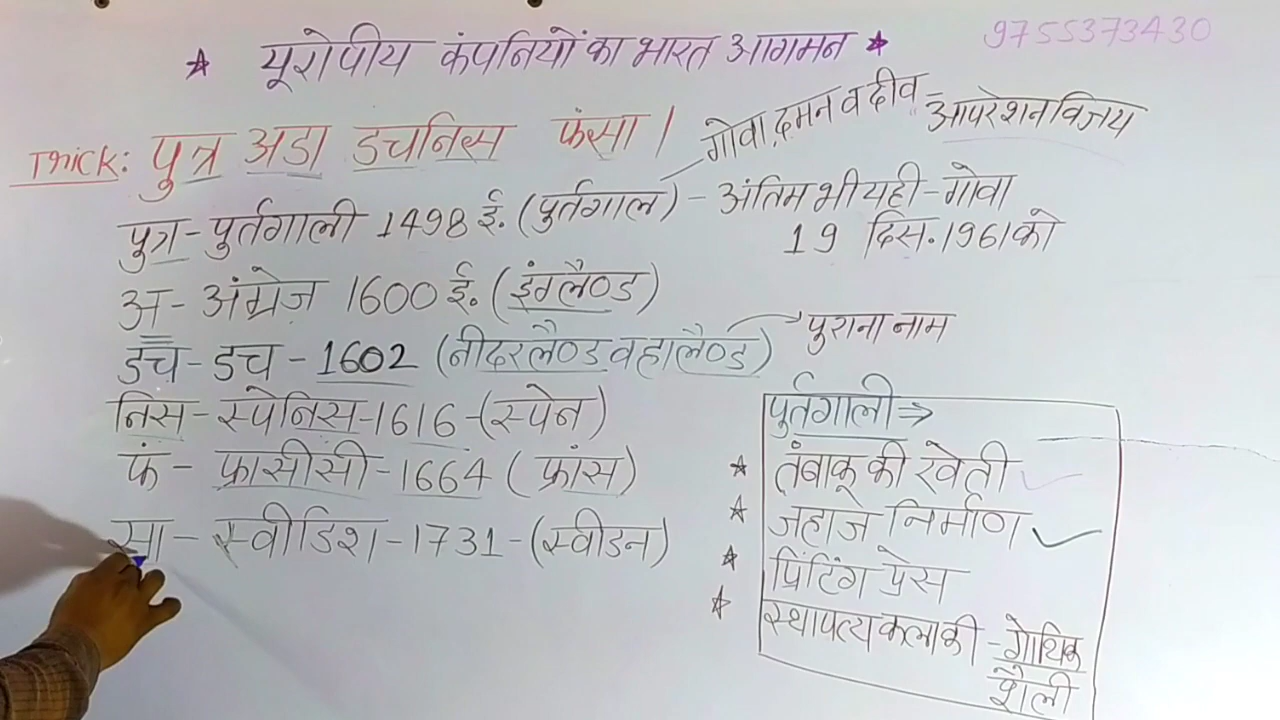 9755373430
★ यूरोपीय कंपनियों का भारत आगमन ★
Thick: पुत्र अडा डचनिस फंसा ।
गोवा, दमन व दीव - आपरेशन विजय
पुत्र - पुर्तगाली 1498 ई. (पुर्तगाल) - अंतिम भी यही - गोवा
19 दिस. 1961 को
अ - अंग्रेज 1600 ई. (इंग्लैण्ड)
डच - डच - 1602 (नीदरलैण्ड व हालैण्ड) → पुराना नाम
निस - स्पेनिस - 1616 - (स्पेन)
फं - फ्रासीसी - 1664 (फ्रांस)
सा - स्वीडिश - 1731 - (स्वीडन)
पुर्तगाली ⇒
★ तंबाकू की खेती
★ जहाज निर्माण
★ प्रिंटिंग प्रेस
★ स्थापत्य कला की - गोथिक
शैली